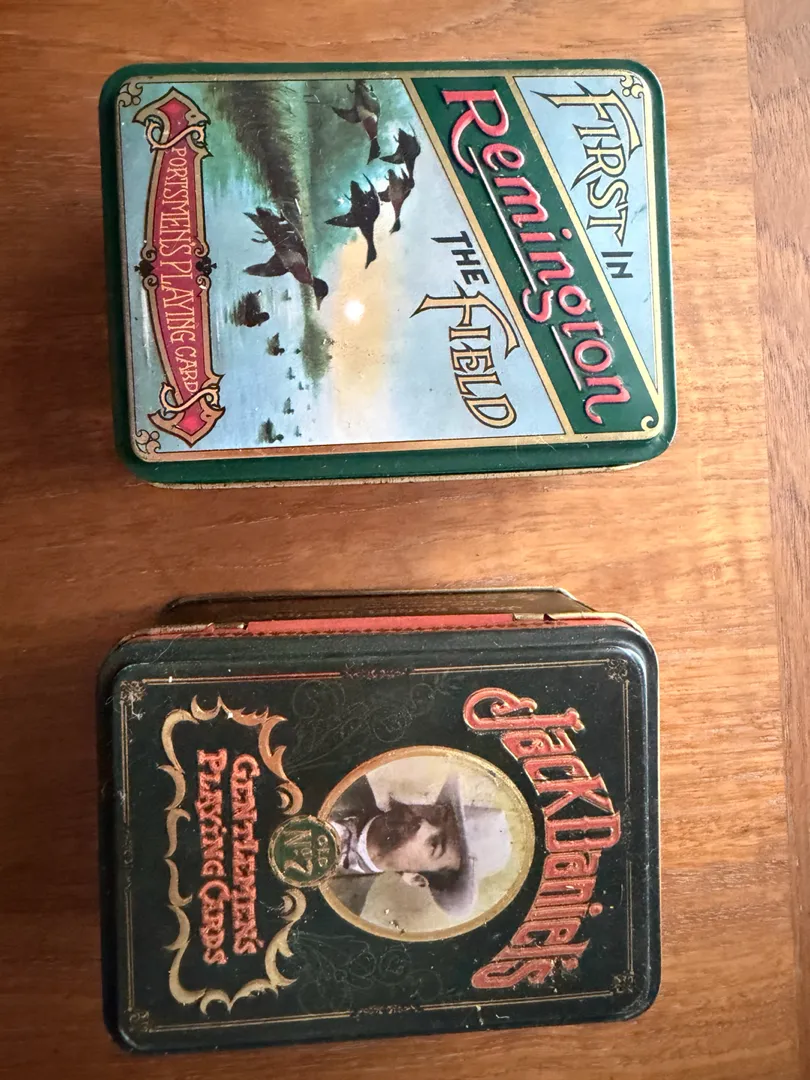 FIRST IN
Remington
THE FIELD
SPORTSMEN'S PLAYING CARDS
Jack Daniel's
OLD
No. 7
GENTLEMEN'S
PLAYING CARDS